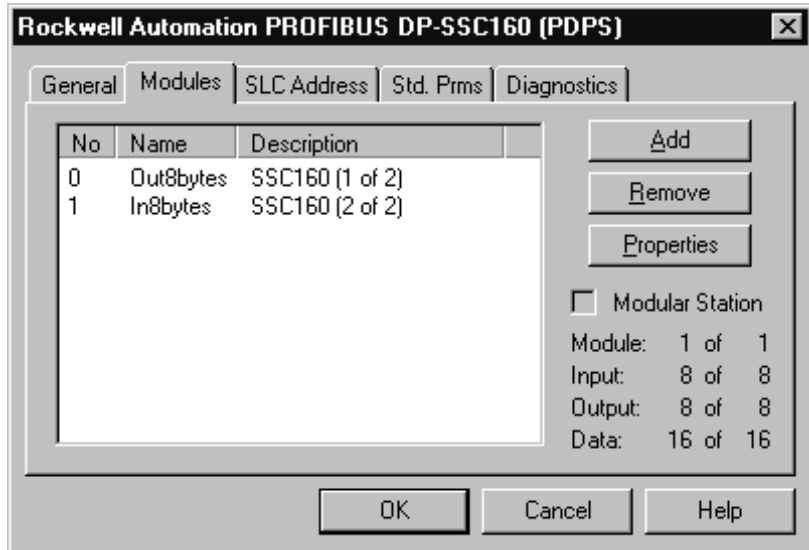 Rockwell Automation PROFIBUS DP-SSC160 (PDPS)
General Modules SLC Address Std. Prms Diagnostics
No Name Description
0 Out8bytes SSC160 (1 of 2)
1 In8bytes SSC160 (2 of 2)
Add
Remove
Properties
Modular Station
Module: 1 of 1
Input: 8 of 8
Output: 8 of 8
Data: 16 of 16
OK Cancel Help